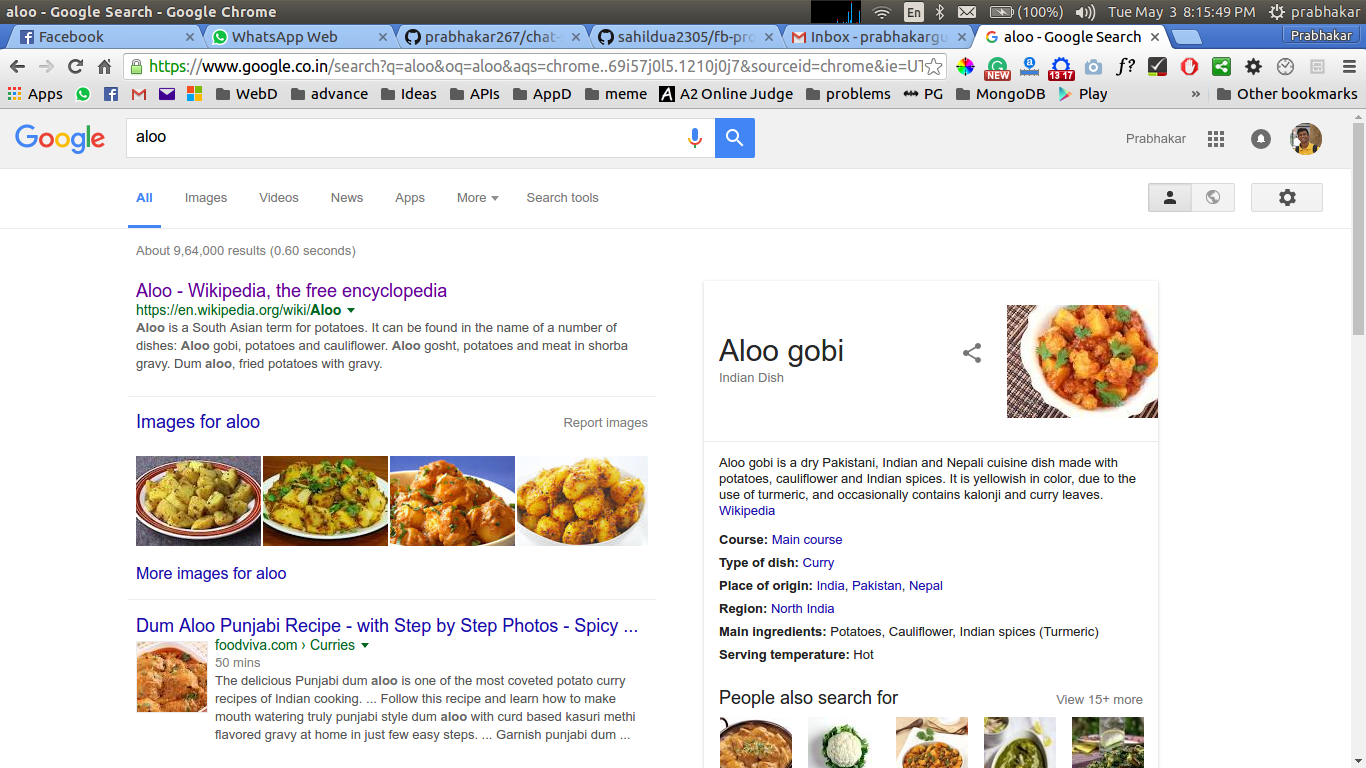 aloo - Google Search - Google Chrome
En (100%) Tue May 3 8:15:49 PM prabhakar
Facebook WhatsApp Web prabhakar267/chat- sahildua2305/fb-pro Inbox - prabhakargu aloo - Google Search Prabhakar
https://www.google.co.in/search?q=aloo&oq=aloo&aqs=chrome..69i57j0l5.1210j0j7&sourceid=chrome&ie=UT NEW 13 17 f?
Apps WebD advance Ideas APIs AppD meme A2 Online Judge problems PG MongoDB Play » Other bookmarks
Google aloo Prabhakar
All Images Videos News Apps More Search tools
About 9,64,000 results (0.60 seconds)
Aloo - Wikipedia, the free encyclopedia
https://en.wikipedia.org/wiki/Aloo
Aloo is a South Asian term for potatoes. It can be found in the name of a number of
dishes: Aloo gobi, potatoes and cauliflower. Aloo gosht, potatoes and meat in shorba
gravy. Dum aloo, fried potatoes with gravy.
Images for aloo Report images
More images for aloo
Dum Aloo Punjabi Recipe - with Step by Step Photos - Spicy ...
foodviva.com › Curries
50 mins
The delicious Punjabi dum aloo is one of the most coveted potato curry
recipes of Indian cooking. ... Follow this recipe and learn how to make
mouth watering truly punjabi style dum aloo with curd based kasuri methi
flavored gravy at home in just few easy steps. ... Garnish punjabi dum ...
Aloo gobi
Indian Dish
Aloo gobi is a dry Pakistani, Indian and Nepali cuisine dish made with
potatoes, cauliflower and Indian spices. It is yellowish in color, due to the
use of turmeric, and occasionally contains kalonji and curry leaves.
Wikipedia
Course: Main course
Type of dish: Curry
Place of origin: India, Pakistan, Nepal
Region: North India
Main ingredients: Potatoes, Cauliflower, Indian spices (Turmeric)
Serving temperature: Hot
People also search for View 15+ more